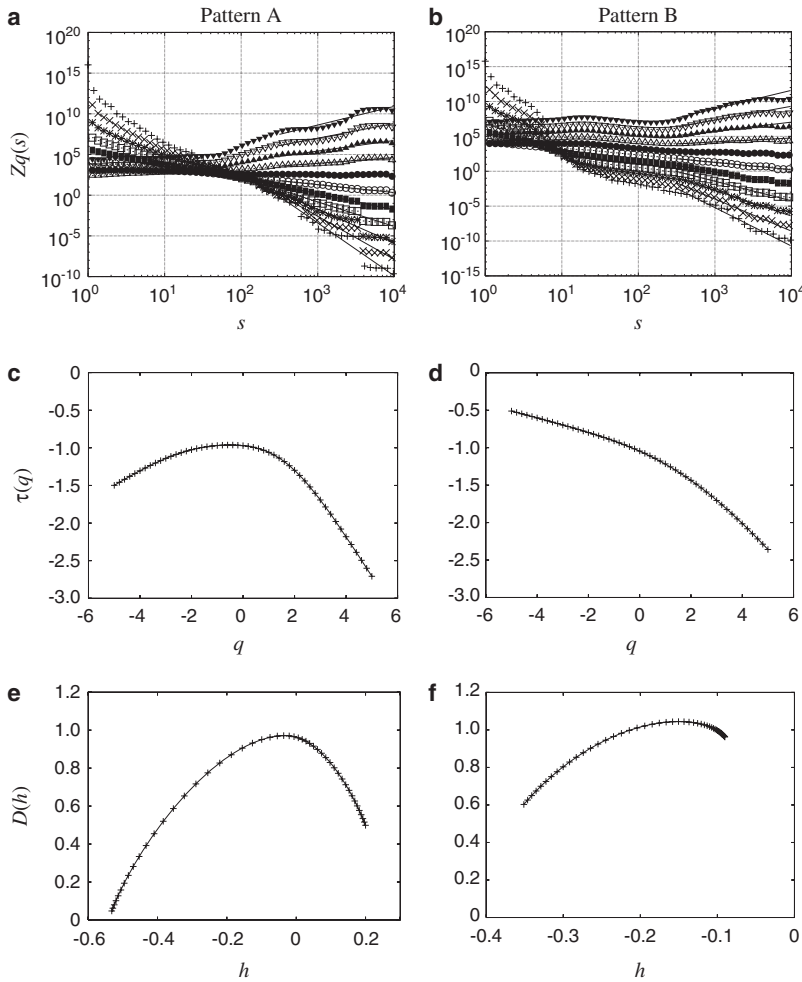 Pattern A
Pattern B
a
10^20
10^15
10^10
10^5
10^0
10^-5
10^-10
Zq(s)
10^0 10^1 10^2 10^3 10^4
s
b
10^20
10^15
10^10
10^5
10^0
10^-5
10^-10
10^-15
10^0 10^1 10^2 10^3 10^4
s
c
0
-0.5
-1.0
-1.5
-2.0
-2.5
-3.0
τ(q)
-6 -4 -2 0 2 4 6
q
d
0
-0.5
-1.0
-1.5
-2.0
-2.5
-3.0
-6 -4 -2 0 2 4 6
q
e
1.2
1.0
0.8
0.6
0.4
0.2
0
D(h)
-0.6 -0.4 -0.2 0 0.2
h
f
1.2
1.0
0.8
0.6
0.4
0.2
0
-0.4 -0.3 -0.2 -0.1 0
h